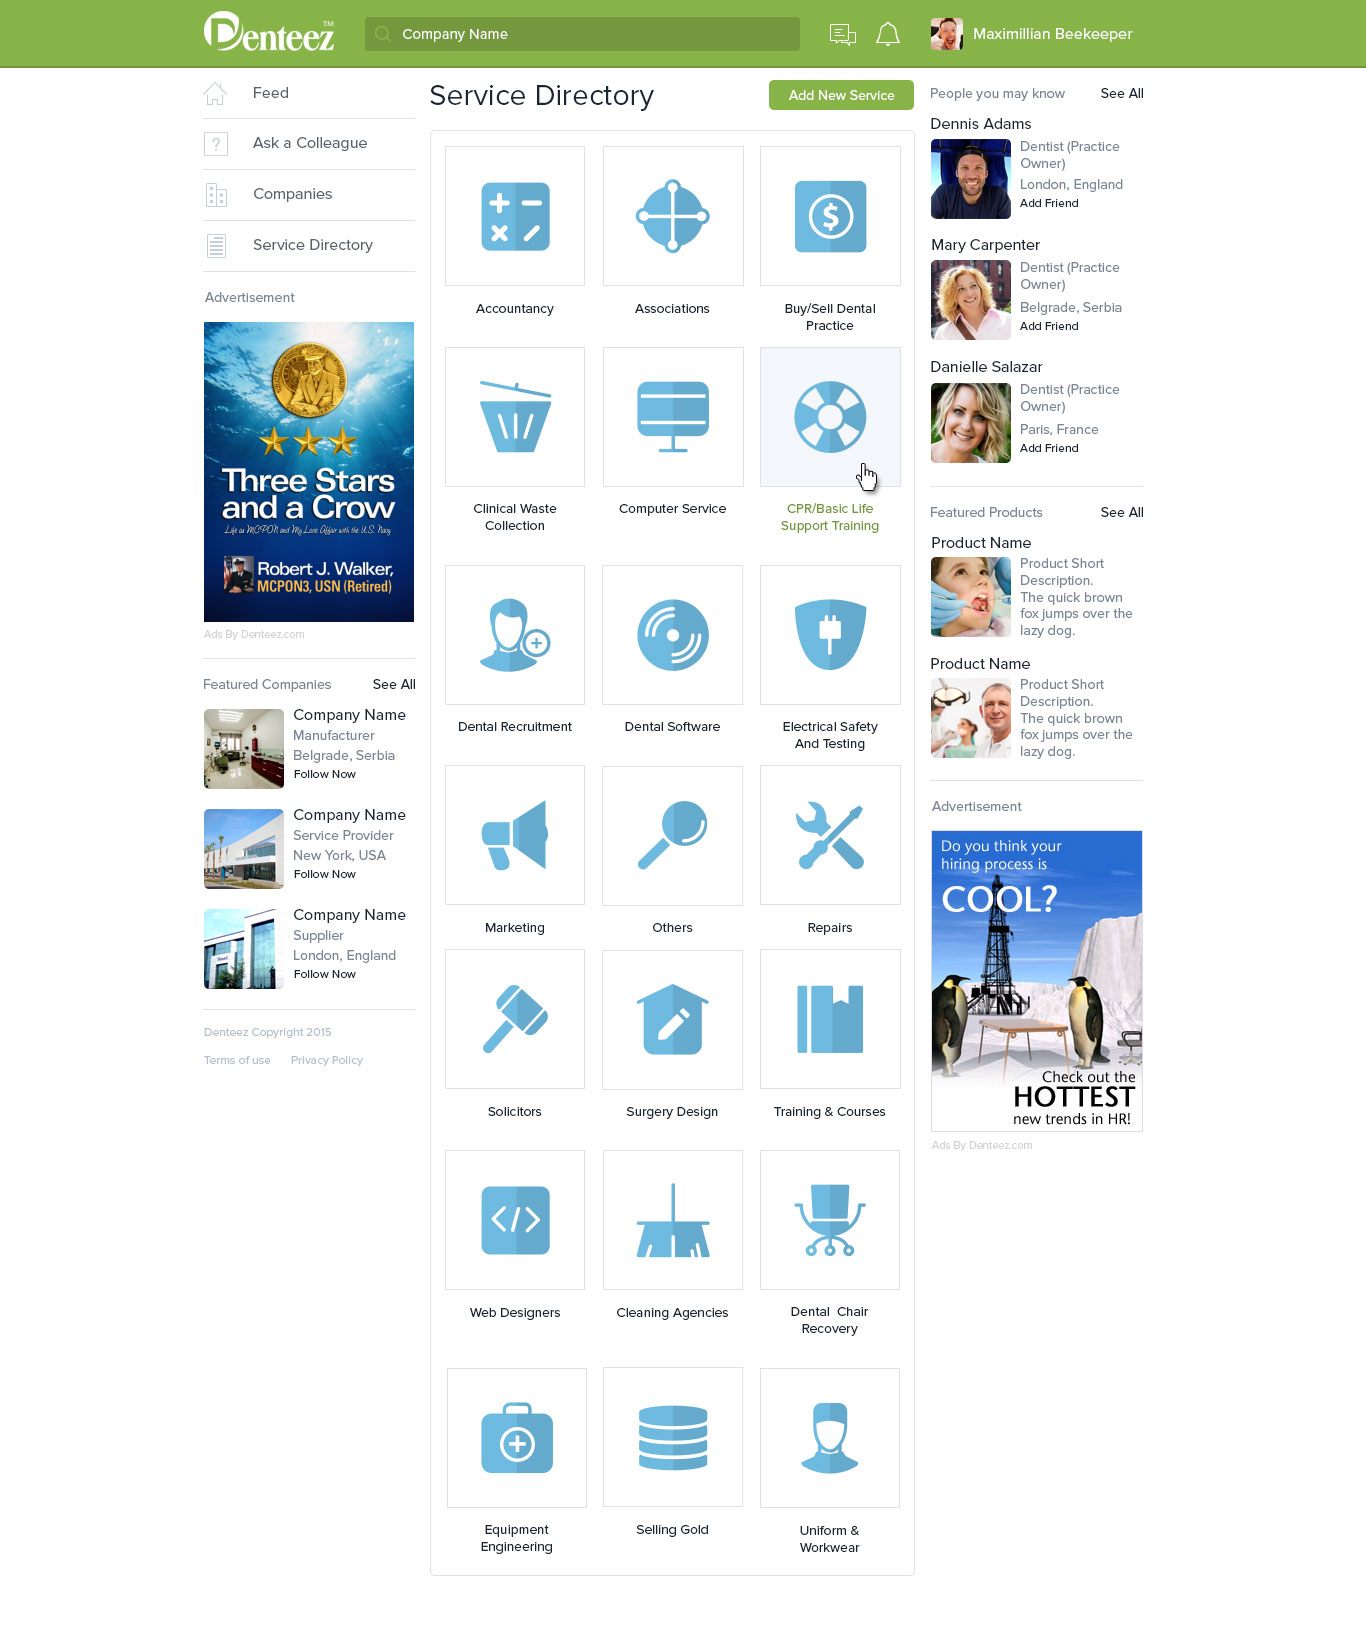 Denteez™
Company Name
Maximillian Beekeeper
Feed
Ask a Colleague
Companies
Service Directory
Advertisement
Three Stars
and a Crow
Life as MCPON and My Love Affair with the U.S. Navy
Robert J. Walker,
MCPON3, USN (Retired)
Ads By Denteez.com
Featured Companies
See All
Company Name
Manufacturer
Belgrade, Serbia
Follow Now
Company Name
Service Provider
New York, USA
Follow Now
Company Name
Supplier
London, England
Follow Now
Denteez Copyright 2015
Terms of use
Privacy Policy
Service Directory
Add New Service
Accountancy
Associations
Buy/Sell Dental
Practice
Clinical Waste
Collection
Computer Service
CPR/Basic Life
Support Training
Dental Recruitment
Dental Software
Electrical Safety
And Testing
Marketing
Others
Repairs
Solicitors
Surgery Design
Training & Courses
Web Designers
Cleaning Agencies
Dental  Chair
Recovery
Equipment
Engineering
Selling Gold
Uniform &
Workwear
People you may know
See All
Dennis Adams
Dentist (Practice
Owner)
London, England
Add Friend
Mary Carpenter
Dentist (Practice
Owner)
Belgrade, Serbia
Add Friend
Danielle Salazar
Dentist (Practice
Owner)
Paris, France
Add Friend
Featured Products
See All
Product Name
Product Short
Description.
The quick brown
fox jumps over the
lazy dog.
Product Name
Product Short
Description.
The quick brown
fox jumps over the
lazy dog.
Advertisement
Do you think your
hiring process is
COOL?
Check out the
HOTTEST
new trends in HR!
Ads By Denteez.com